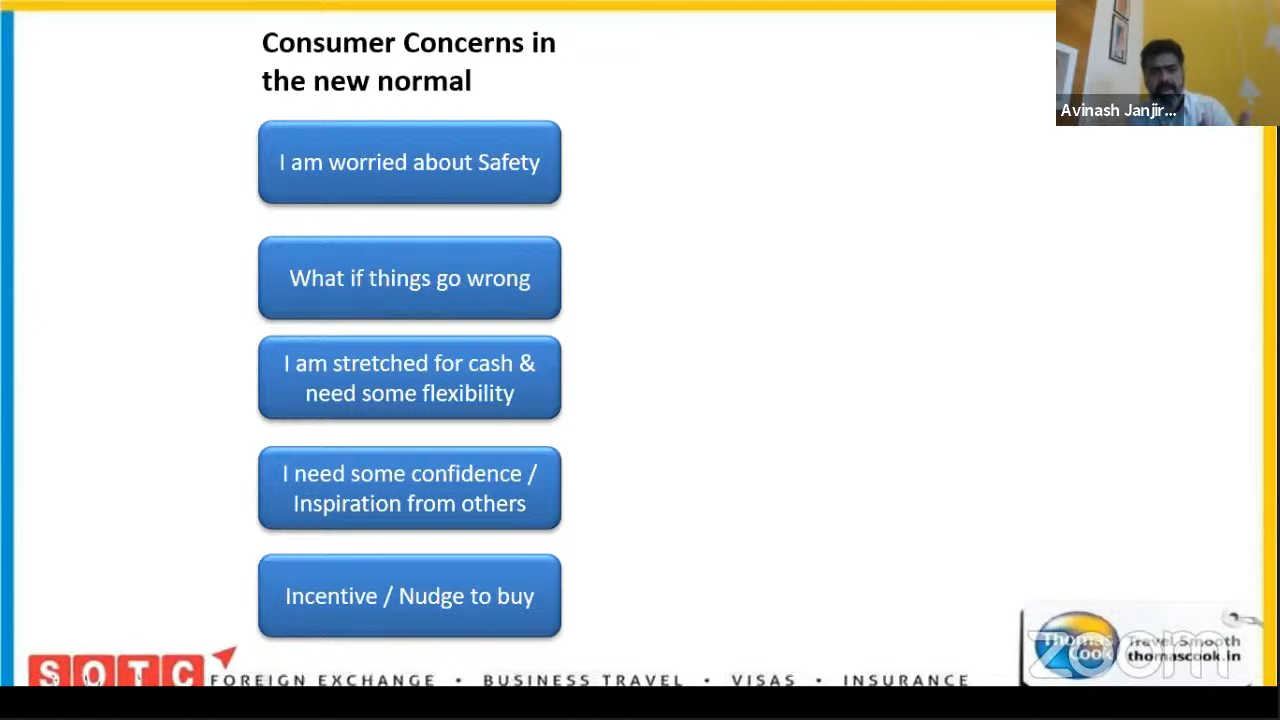 Consumer Concerns in
the new normal
Avinash Janjir...
I am worried about Safety
What if things go wrong
I am stretched for cash &
need some flexibility
I need some confidence /
Inspiration from others
Incentive / Nudge to buy
SOTC
FOREIGN EXCHANGE • BUSINESS TRAVEL • VISAS • INSURANCE
Thomas
Cook
Travel Smooth
thomascook.in
zoom